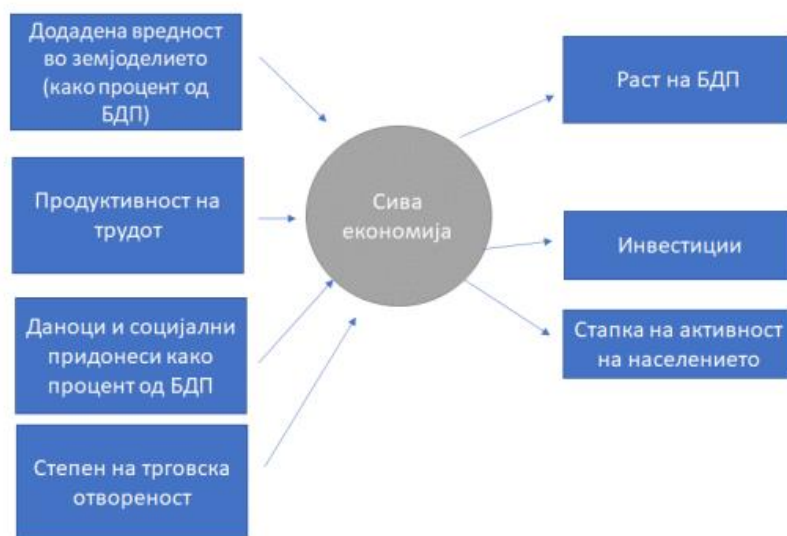 Додадена вредност
во земјоделието
(како процент од
БДП)
Продуктивност на
трудот
Даноци и социјални
придонеси како
процент од БДП
Степен на трговска
отвореност
Сива
економија
Раст на БДП
Инвестиции
Стапка на активност
на населението